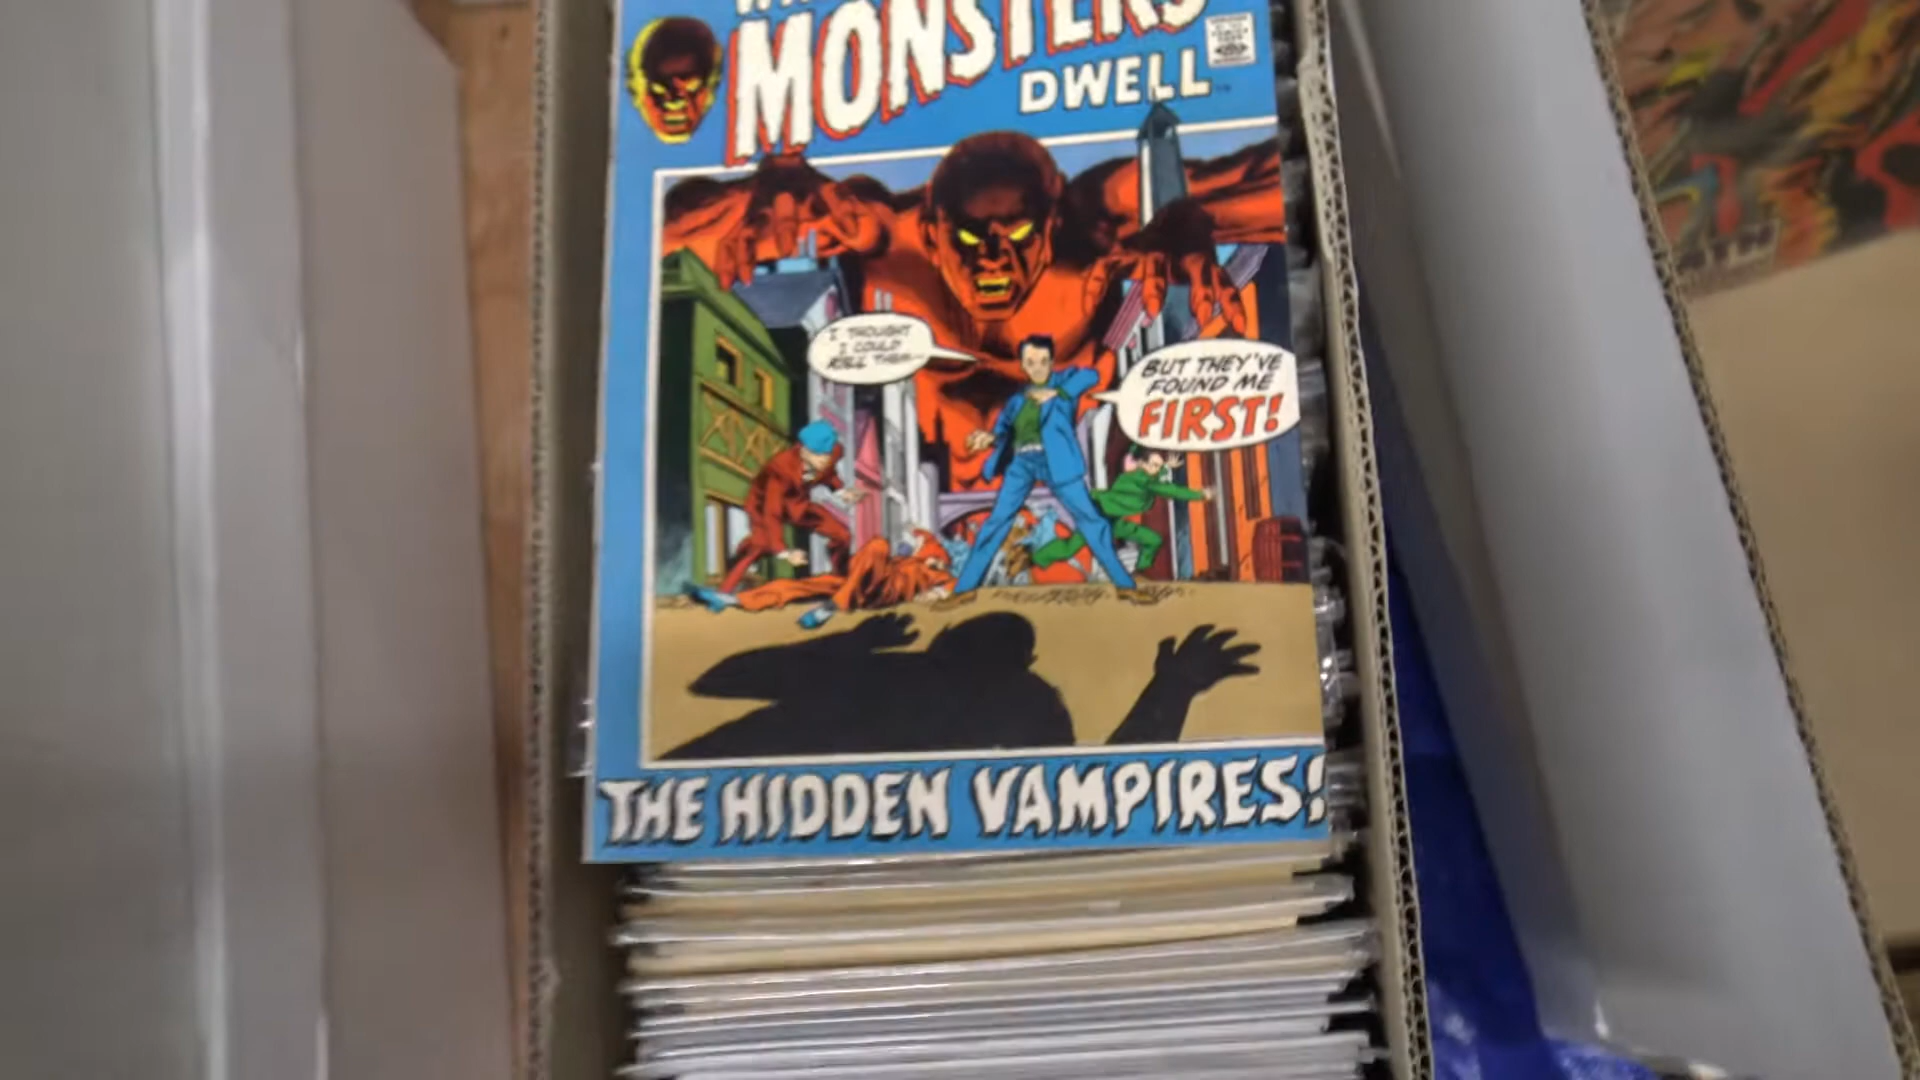 MONSTERS
DWELL
I THOUGHT
I COULD
KILL THEM--
BUT THEY'VE
FOUND ME
FIRST!
THE HIDDEN VAMPIRES!